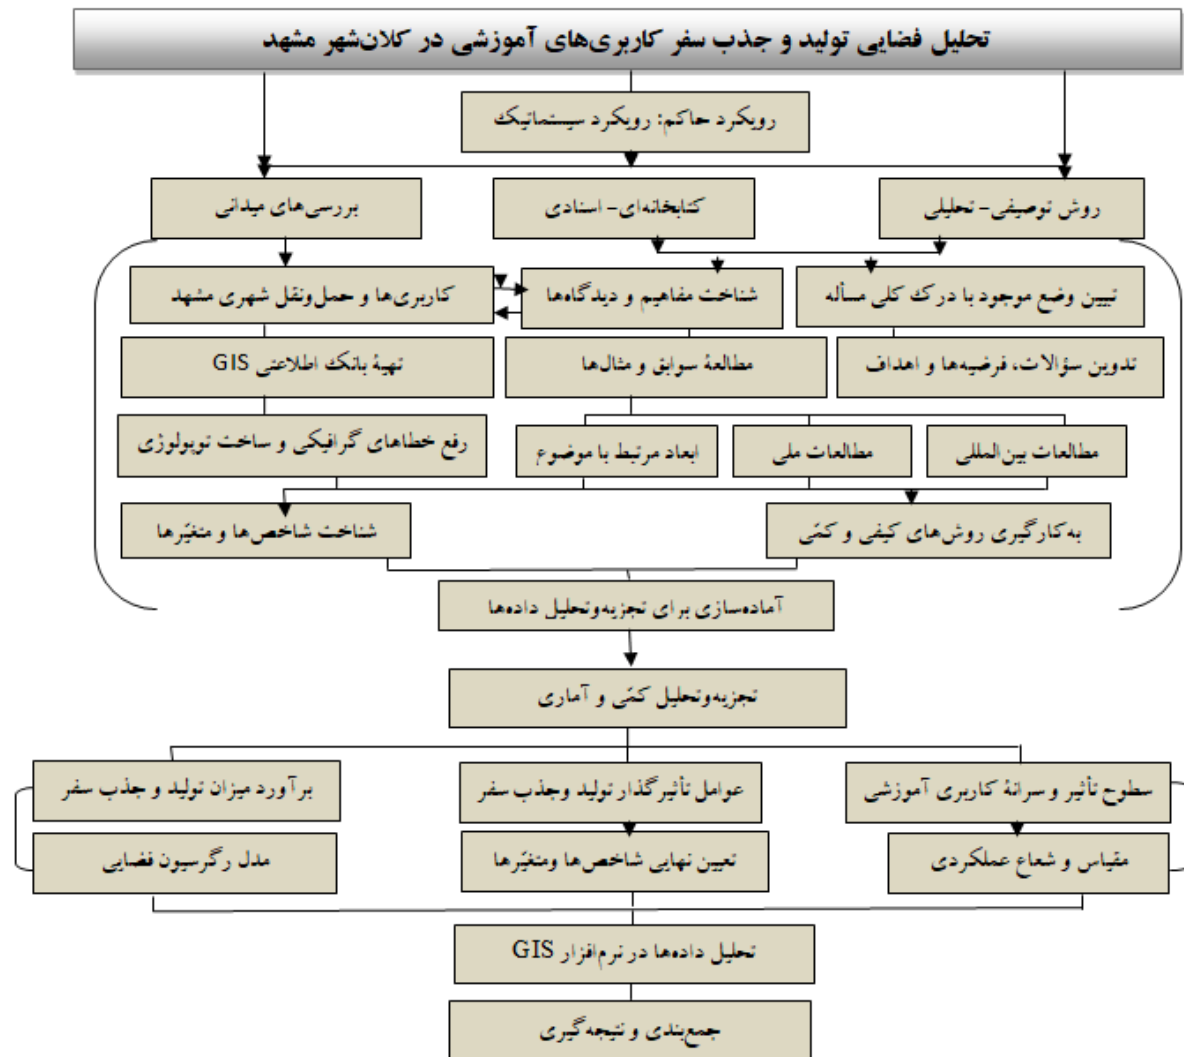 تحلیل فضایی تولید و جذب سفر کاربری‌های آموزشی در کلان‌شهر مشهد
رویکرد حاکم: رویکرد سیستماتیک
روش توصیفی- تحلیلی
کتابخانه‌ای- اسنادی
بررسی‌های میدانی
تبیین وضع موجود با درک کلی مسأله
شناخت مفاهیم و دیدگاه‌ها
کاربری‌ها و حمل‌ونقل شهری مشهد
تدوین سؤالات، فرضیه‌ها و اهداف
مطالعۀ سوابق و مثال‌ها
تهیۀ بانک اطلاعتی GIS
مطالعات بین‌المللی
مطالعات ملی
ابعاد مرتبط با موضوع
رفع خطاهای گرافیکی و ساخت توپولوژی
به‌کارگیری روش‌های کیفی و کمّی
شناخت شاخص‌ها و متغیّرها
آماده‌سازی برای تجزیه‌وتحلیل داده‌ها
تجزیه‌وتحلیل کمّی و آماری
سطوح تأثیر و سرانۀ کاربری آموزشی
عوامل تأثیرگذار تولید وجذب سفر
برآورد میزان تولید و جذب سفر
مقیاس و شعاع عملکردی
تعیین نهایی شاخص‌ها ومتغیّرها
مدل رگرسیون فضایی
تحلیل داده‌ها در نرم‌افزار GIS
جمع‌بندی و نتیجه‌گیری